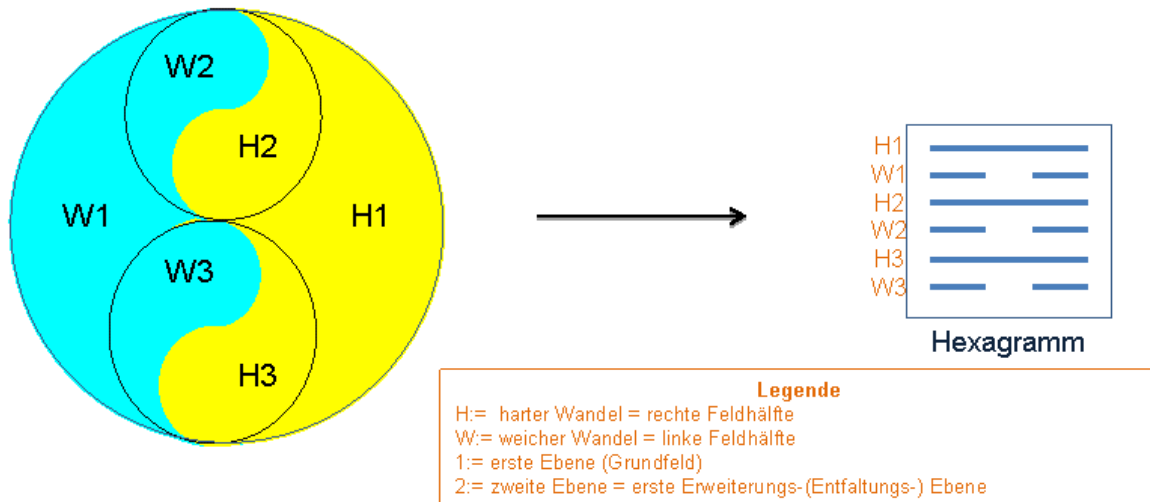 W2
H2
W1
H1
W3
H3
H1
W1
H2
W2
H3
W3
Hexagramm
Legende
H:= harter Wandel = rechte Feldhälfte
W:= weicher Wandel = linke Feldhälfte
1:= erste Ebene (Grundfeld)
2:= zweite Ebene = erste Erweiterungs-(Entfaltungs-) Ebene